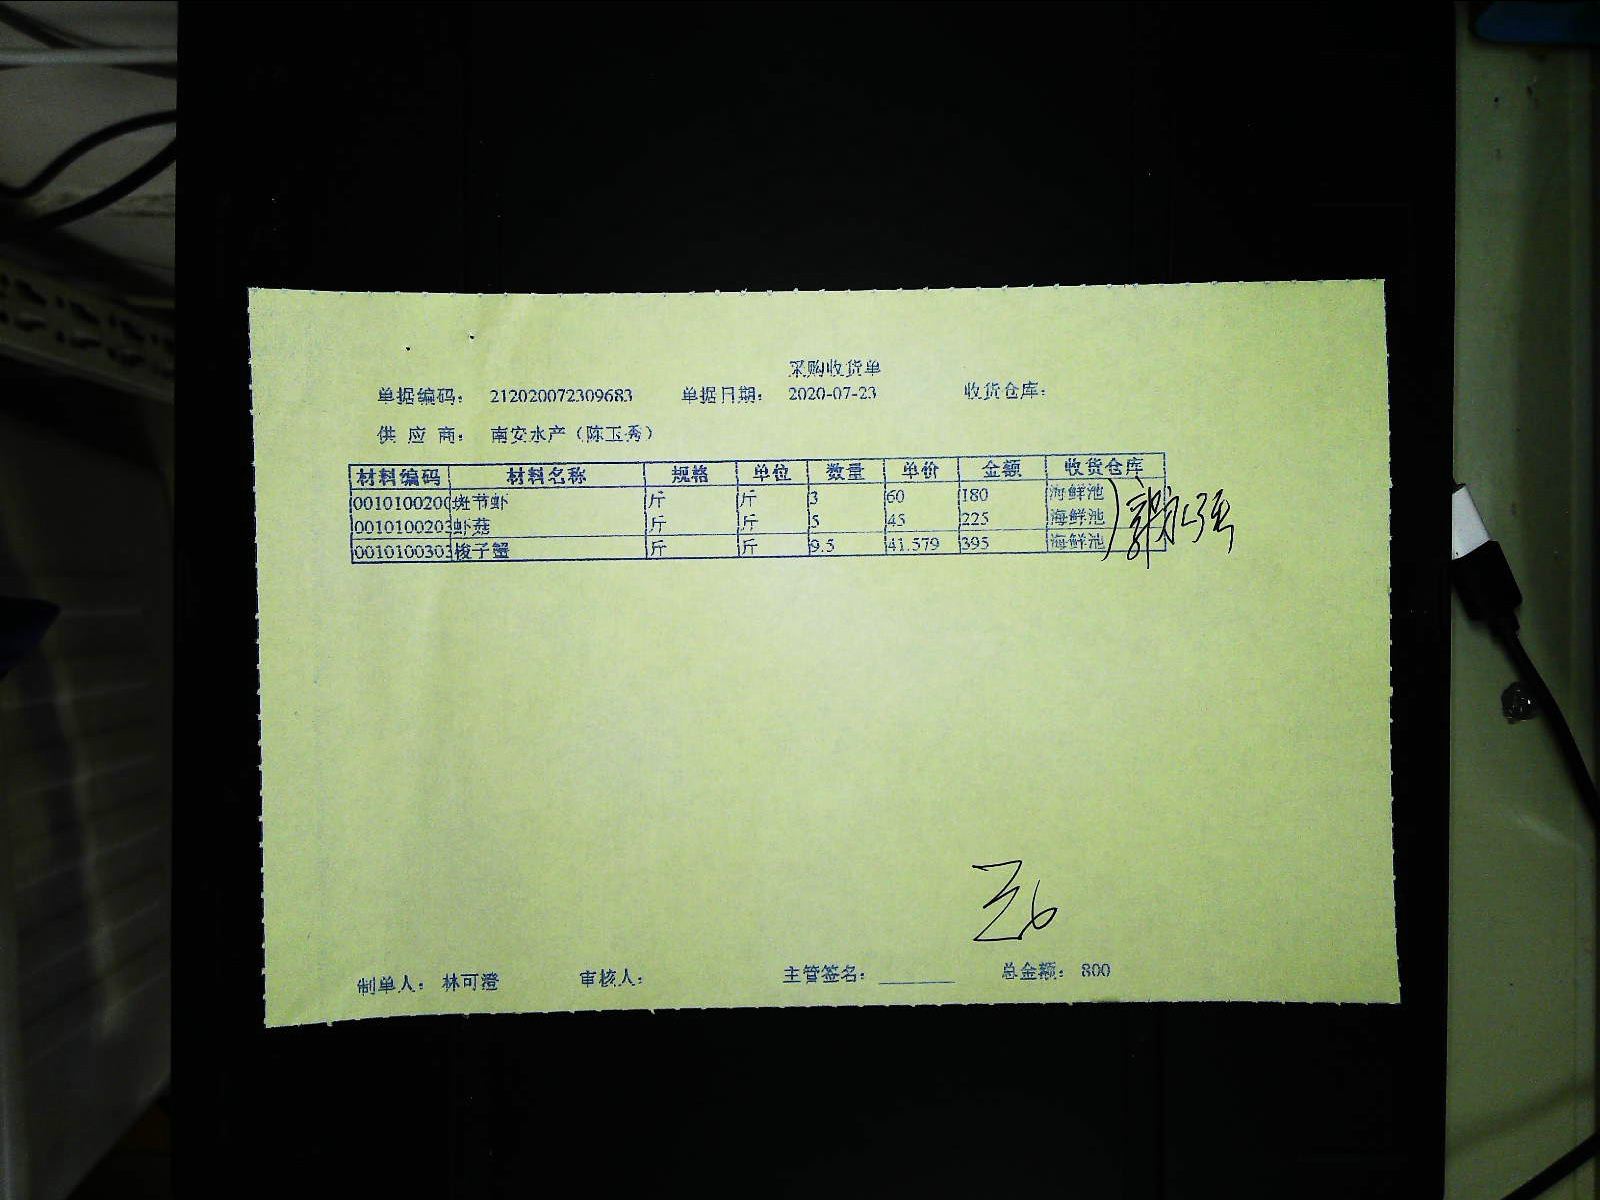 采购收货单
单据编码： 212020072309683 单据日期： 2020-07-23 收货仓库：
供 应 商： 南安水产（陈玉秀）
材料编码 材料名称 规格 单位 数量 单价 金额 收货仓库
0010100200 斑节虾 斤 斤 3 60 180 海鲜池
0010100203 虾菇 斤 斤 5 45 225 海鲜池
0010100303 梭子蟹 斤 斤 9.5 41.579 395 海鲜池
制单人： 林可澄 审核人： 主管签名： ________ 总金额： 800